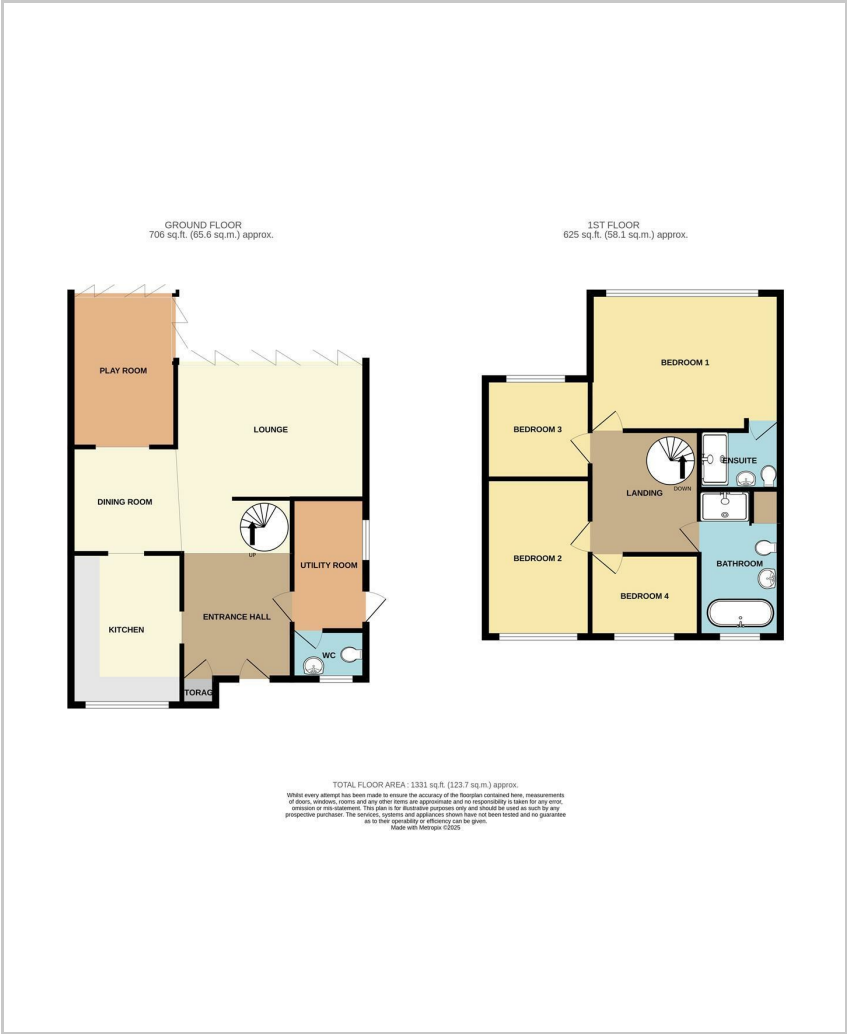 GROUND FLOOR
706 sq.ft. (65.6 sq.m.) approx.
1ST FLOOR
625 sq.ft. (58.1 sq.m.) approx.
PLAY ROOM
LOUNGE
DINING ROOM
UP
UTILITY ROOM
ENTRANCE HALL
KITCHEN
WC
TORAG
BEDROOM 1
BEDROOM 3
ENSUITE
DOWN
LANDING
BEDROOM 2
BATHROOM
BEDROOM 4
TOTAL FLOOR AREA : 1331 sq.ft. (123.7 sq.m.) approx.
Whilst every attempt has been made to ensure the accuracy of the floorplan contained here, measurements
of doors, windows, rooms and any other items are approximate and no responsibility is taken for any error,
omission or mis-statement. This plan is for illustrative purposes only and should be used as such by any
prospective purchaser. The services, systems and appliances shown have not been tested and no guarantee
as to their operability or efficiency can be given.
Made with Metropix ©2025